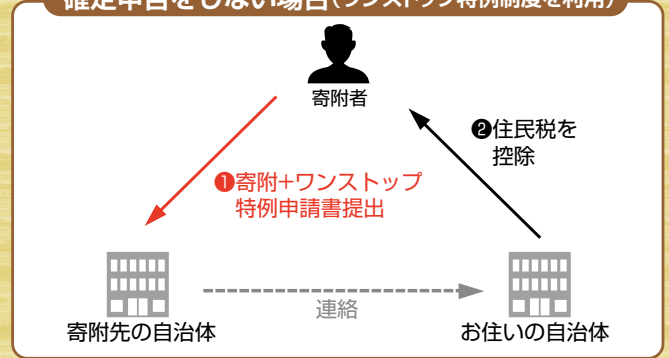 確定申告をしない場合(ワンストップ特例制度を利用)
寄附者
❷住民税を
控除
❶寄附+ワンストップ
特例申請書提出
連絡
寄附先の自治体
お住いの自治体